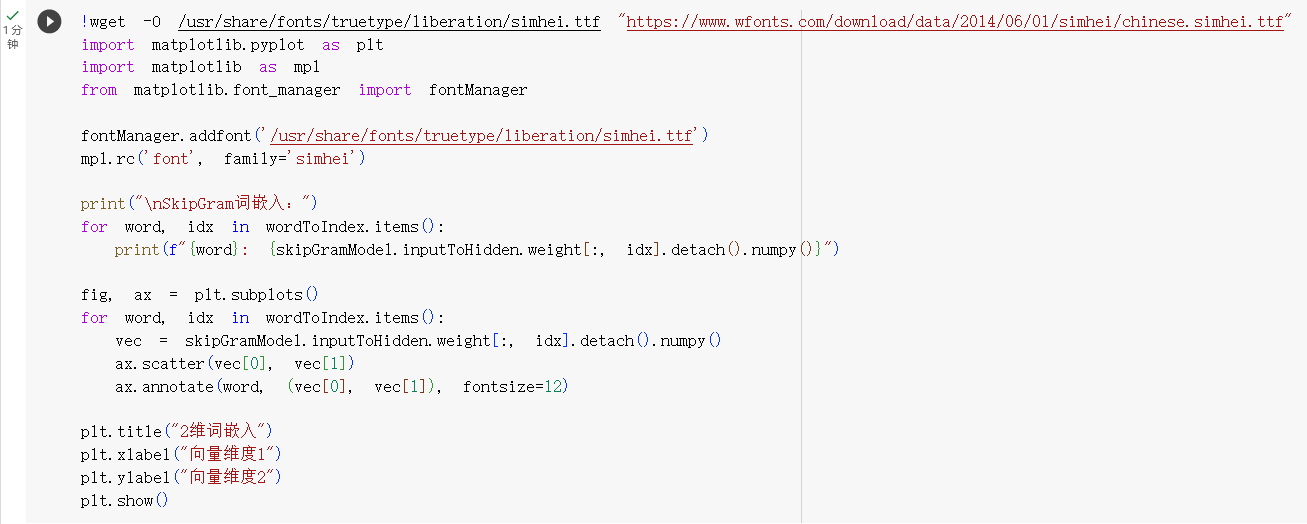 !wget -O /usr/share/fonts/truetype/liberation/simhei.ttf "https://www.wfonts.com/download/data/2014/06/01/simhei/chinese.simhei.ttf"
1分
钟
import matplotlib.pyplot as plt
import matplotlib as mpl
from matplotlib.font_manager import fontManager
fontManager.addfont('/usr/share/fonts/truetype/liberation/simhei.ttf')
mpl.rc('font', family='simhei')
print("\nSkipGram词嵌入：")
for word, idx in wordToIndex.items():
    print(f"{word}: {skipGramModel.inputToHidden.weight[:, idx].detach().numpy()}")
fig, ax = plt.subplots()
for word, idx in wordToIndex.items():
    vec = skipGramModel.inputToHidden.weight[:, idx].detach().numpy()
    ax.scatter(vec[0], vec[1])
    ax.annotate(word, (vec[0], vec[1]), fontsize=12)
plt.title("2维词嵌入")
plt.xlabel("向量维度1")
plt.ylabel("向量维度2")
plt.show()